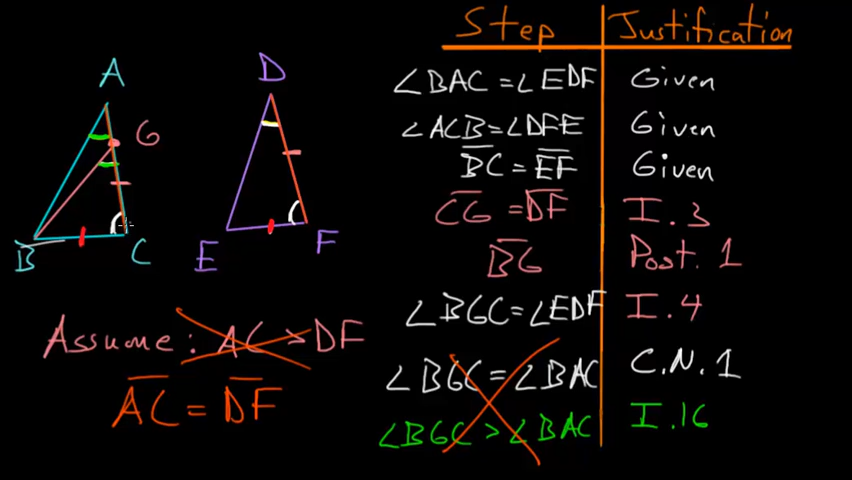 Step Justification
∠BAC = ∠EDF Given
∠ACB = ∠DFE Given
BC = EF Given
CG = DF I.3
BG Post. 1
∠BGC = ∠EDF I.4
∠BGC = ∠BAC C.N.1
∠BGC > ∠BAC I.16
A
G
B
C
D
E
F
Assume: AC > DF
AC = DF